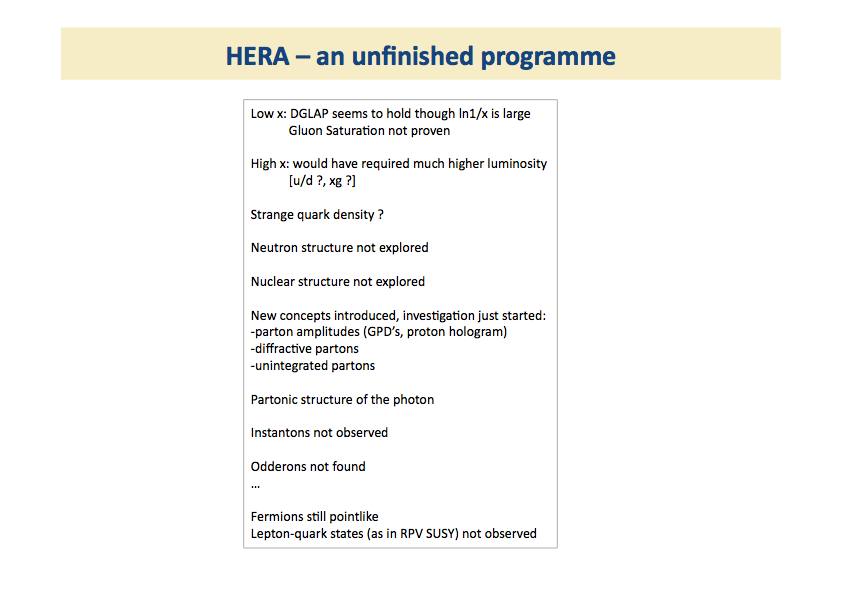 HERA – an unfinished programme
Low x: DGLAP seems to hold though ln1/x is large
Gluon Saturation not proven
High x: would have required much higher luminosity
[u/d ?, xg ?]
Strange quark density ?
Neutron structure not explored
Nuclear structure not explored
New concepts introduced, investigation just started:
-parton amplitudes (GPD’s, proton hologram)
-diffractive partons
-unintegrated partons
Partonic structure of the photon
Instantons not observed
Odderons not found
...
Fermions still pointlike
Lepton-quark states (as in RPV SUSY) not observed